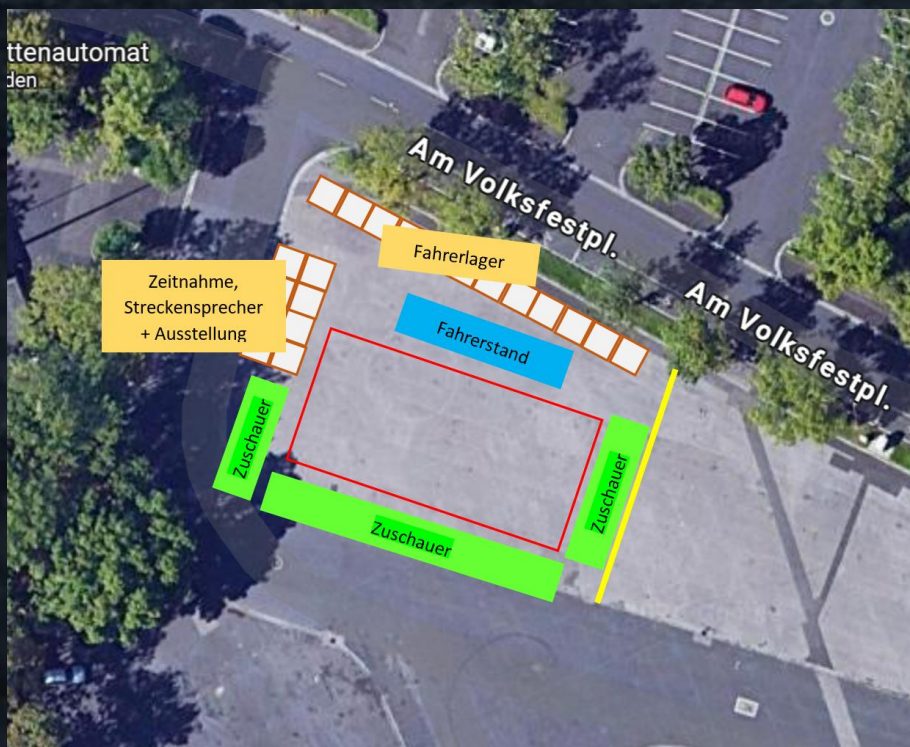 ttenautomat
den
Am Volksfestpl.
Am Volksfestpl.
Fahrerlager
Zeitnahme,
Streckensprecher
+ Ausstellung
Fahrerstand
Zuschauer
Zuschauer
Zuschauer